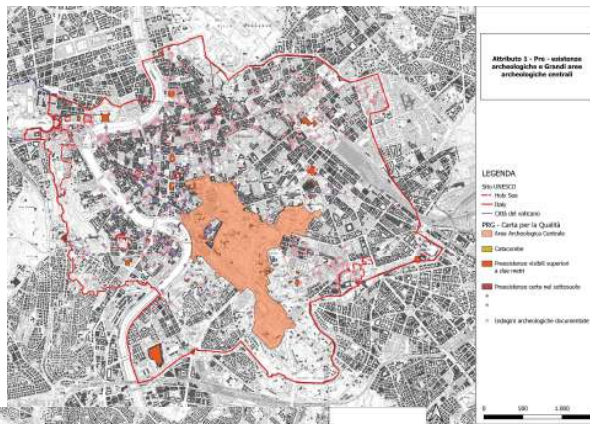 Attributo 1 - Pre - esistenze
archeologiche e Grandi aree
archeologiche centrali
LEGENDA
Sito UNESCO
Holy See
Italy
Città del vaticano
PRG - Carta per la Qualità
Area Archeologica Centrale
Catacombe
Preesistenze visibili superiori
a due metri
Preesistenze certe nel sottosuolo
Indagini archeologiche documentate
0 500 1.000